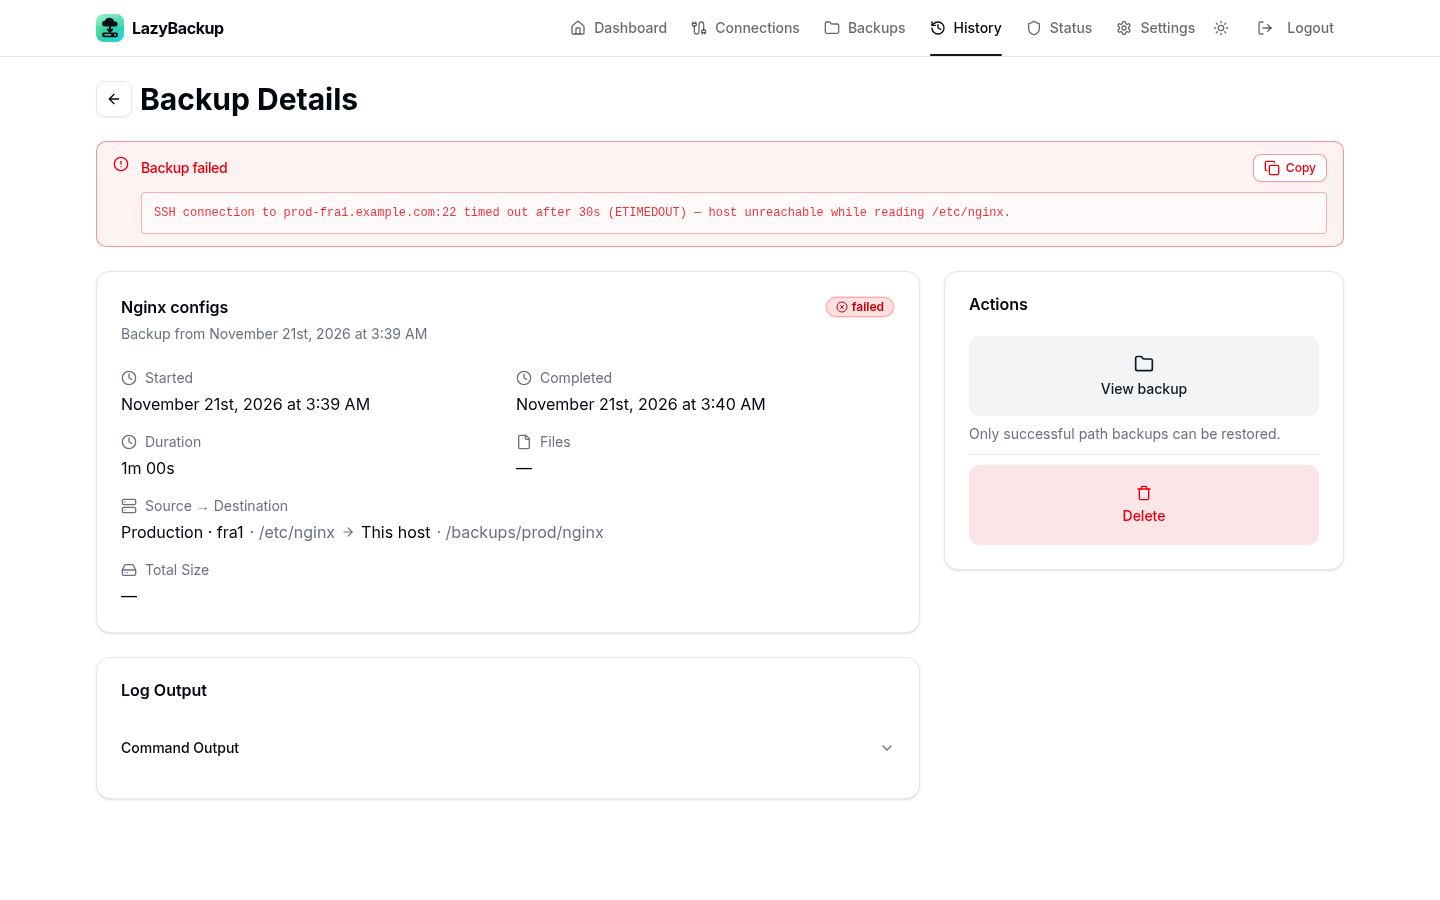 LazyBackup
Dashboard
Connections
Backups
History
Status
Settings
Logout
Backup Details
Backup failed
Copy
SSH connection to prod-fra1.example.com:22 timed out after 30s (ETIMEDOUT) — host unreachable while reading /etc/nginx.
Nginx configs
failed
Backup from November 21st, 2026 at 3:39 AM
Started
November 21st, 2026 at 3:39 AM
Completed
November 21st, 2026 at 3:40 AM
Duration
1m 00s
Files
—
Source → Destination
Production · fra1 · /etc/nginx → This host · /backups/prod/nginx
Total Size
—
Log Output
Command Output
Actions
View backup
Only successful path backups can be restored.
Delete